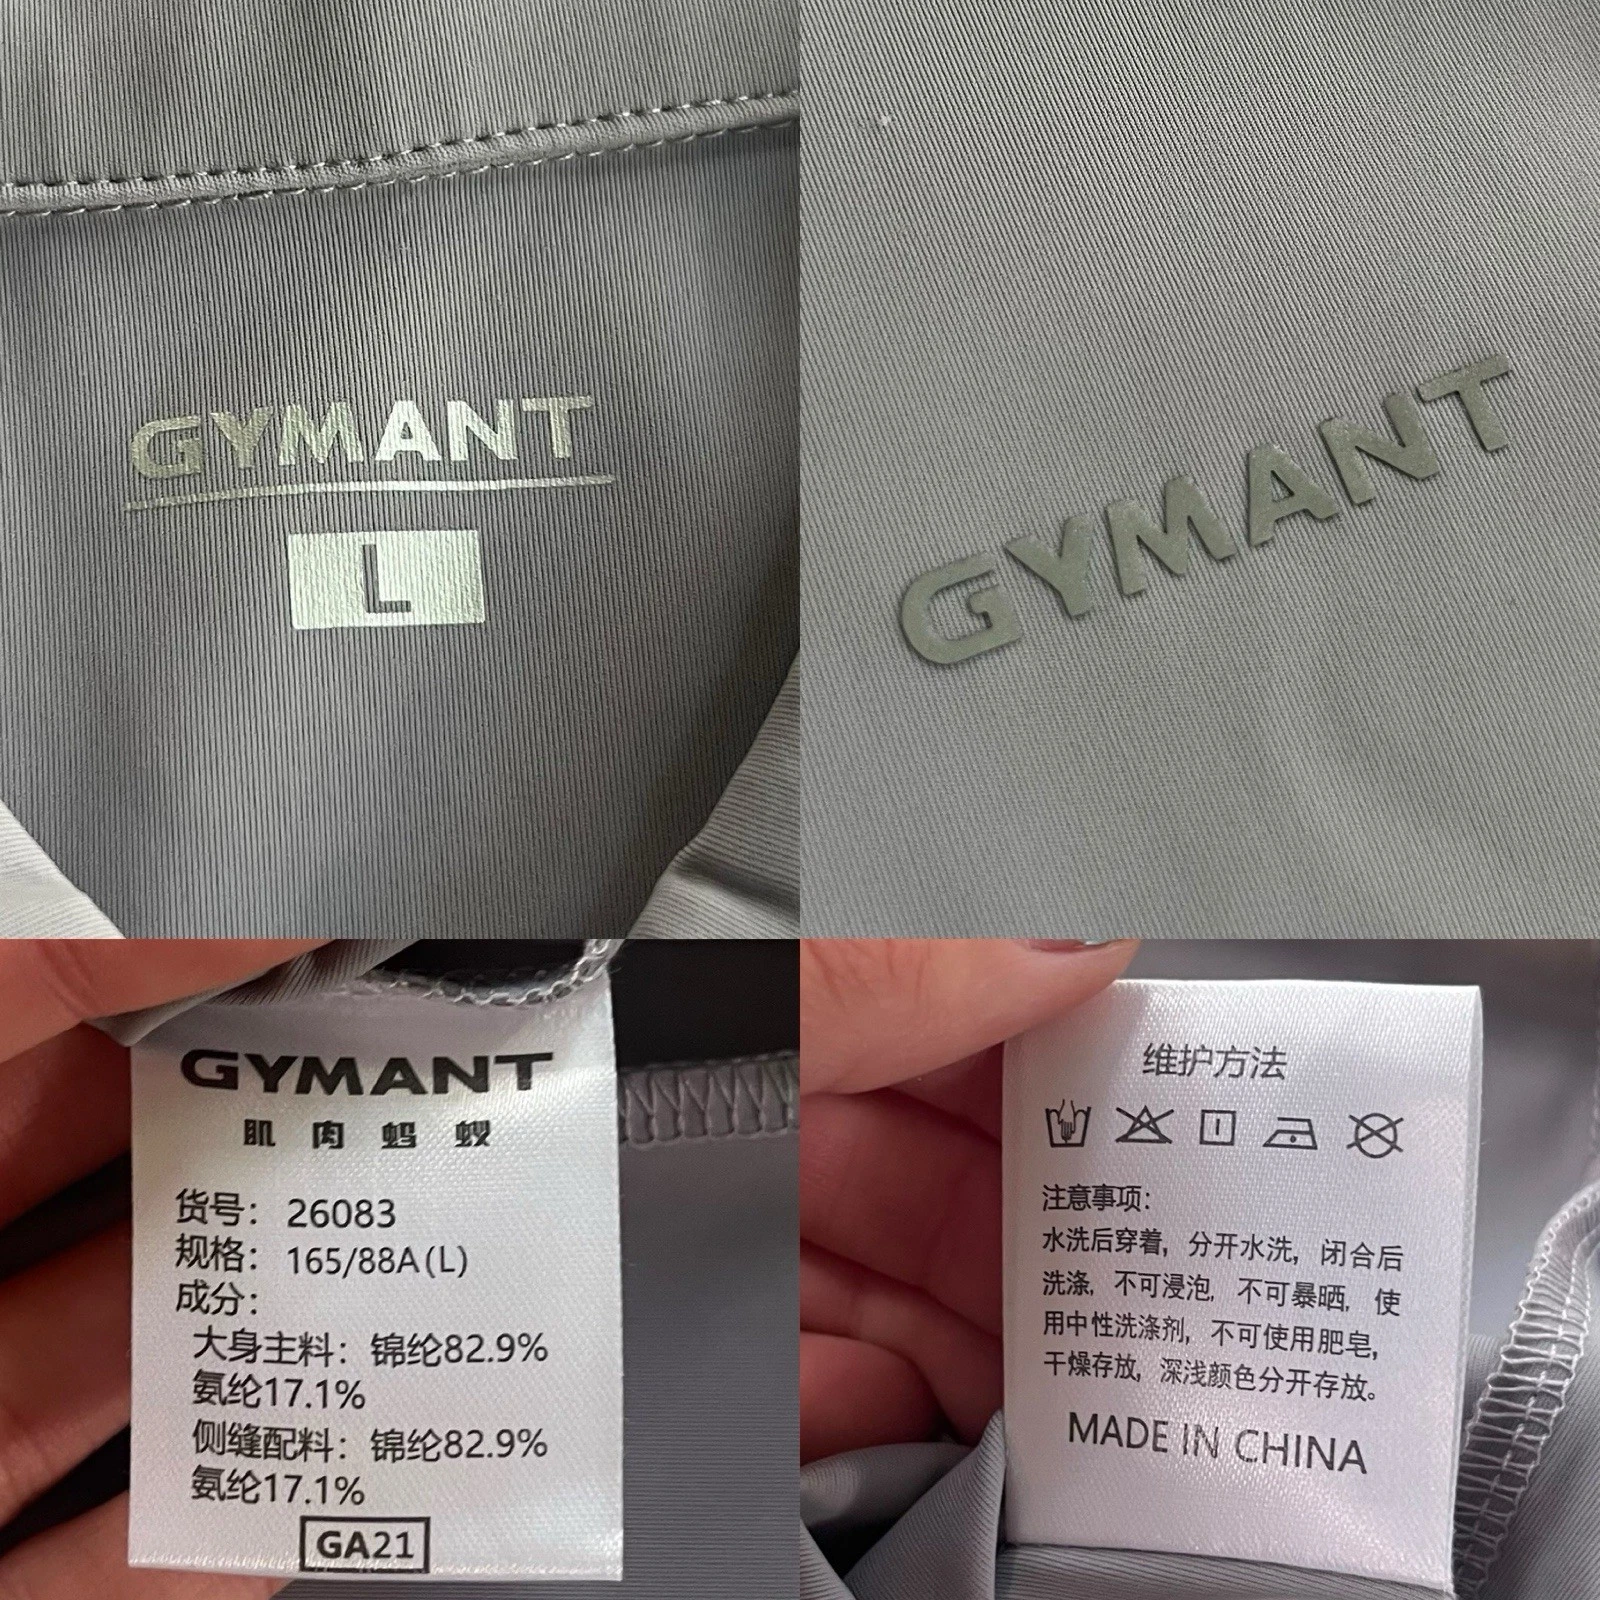 GYMANT
L
GYMANT
GYMANT
肌肉蚂蚁
货号: 26083
规格: 165/88A(L)
成分:
大身主料: 锦纶82.9%
氨纶17.1%
侧缝配料: 锦纶82.9%
氨纶17.1%
GA21
维护方法
注意事项:
水洗后穿着, 分开水洗, 闭合后
洗涤, 不可浸泡, 不可暴晒, 使
用中性洗涤剂, 不可使用肥皂,
干燥存放, 深浅颜色分开存放。
MADE IN CHINA